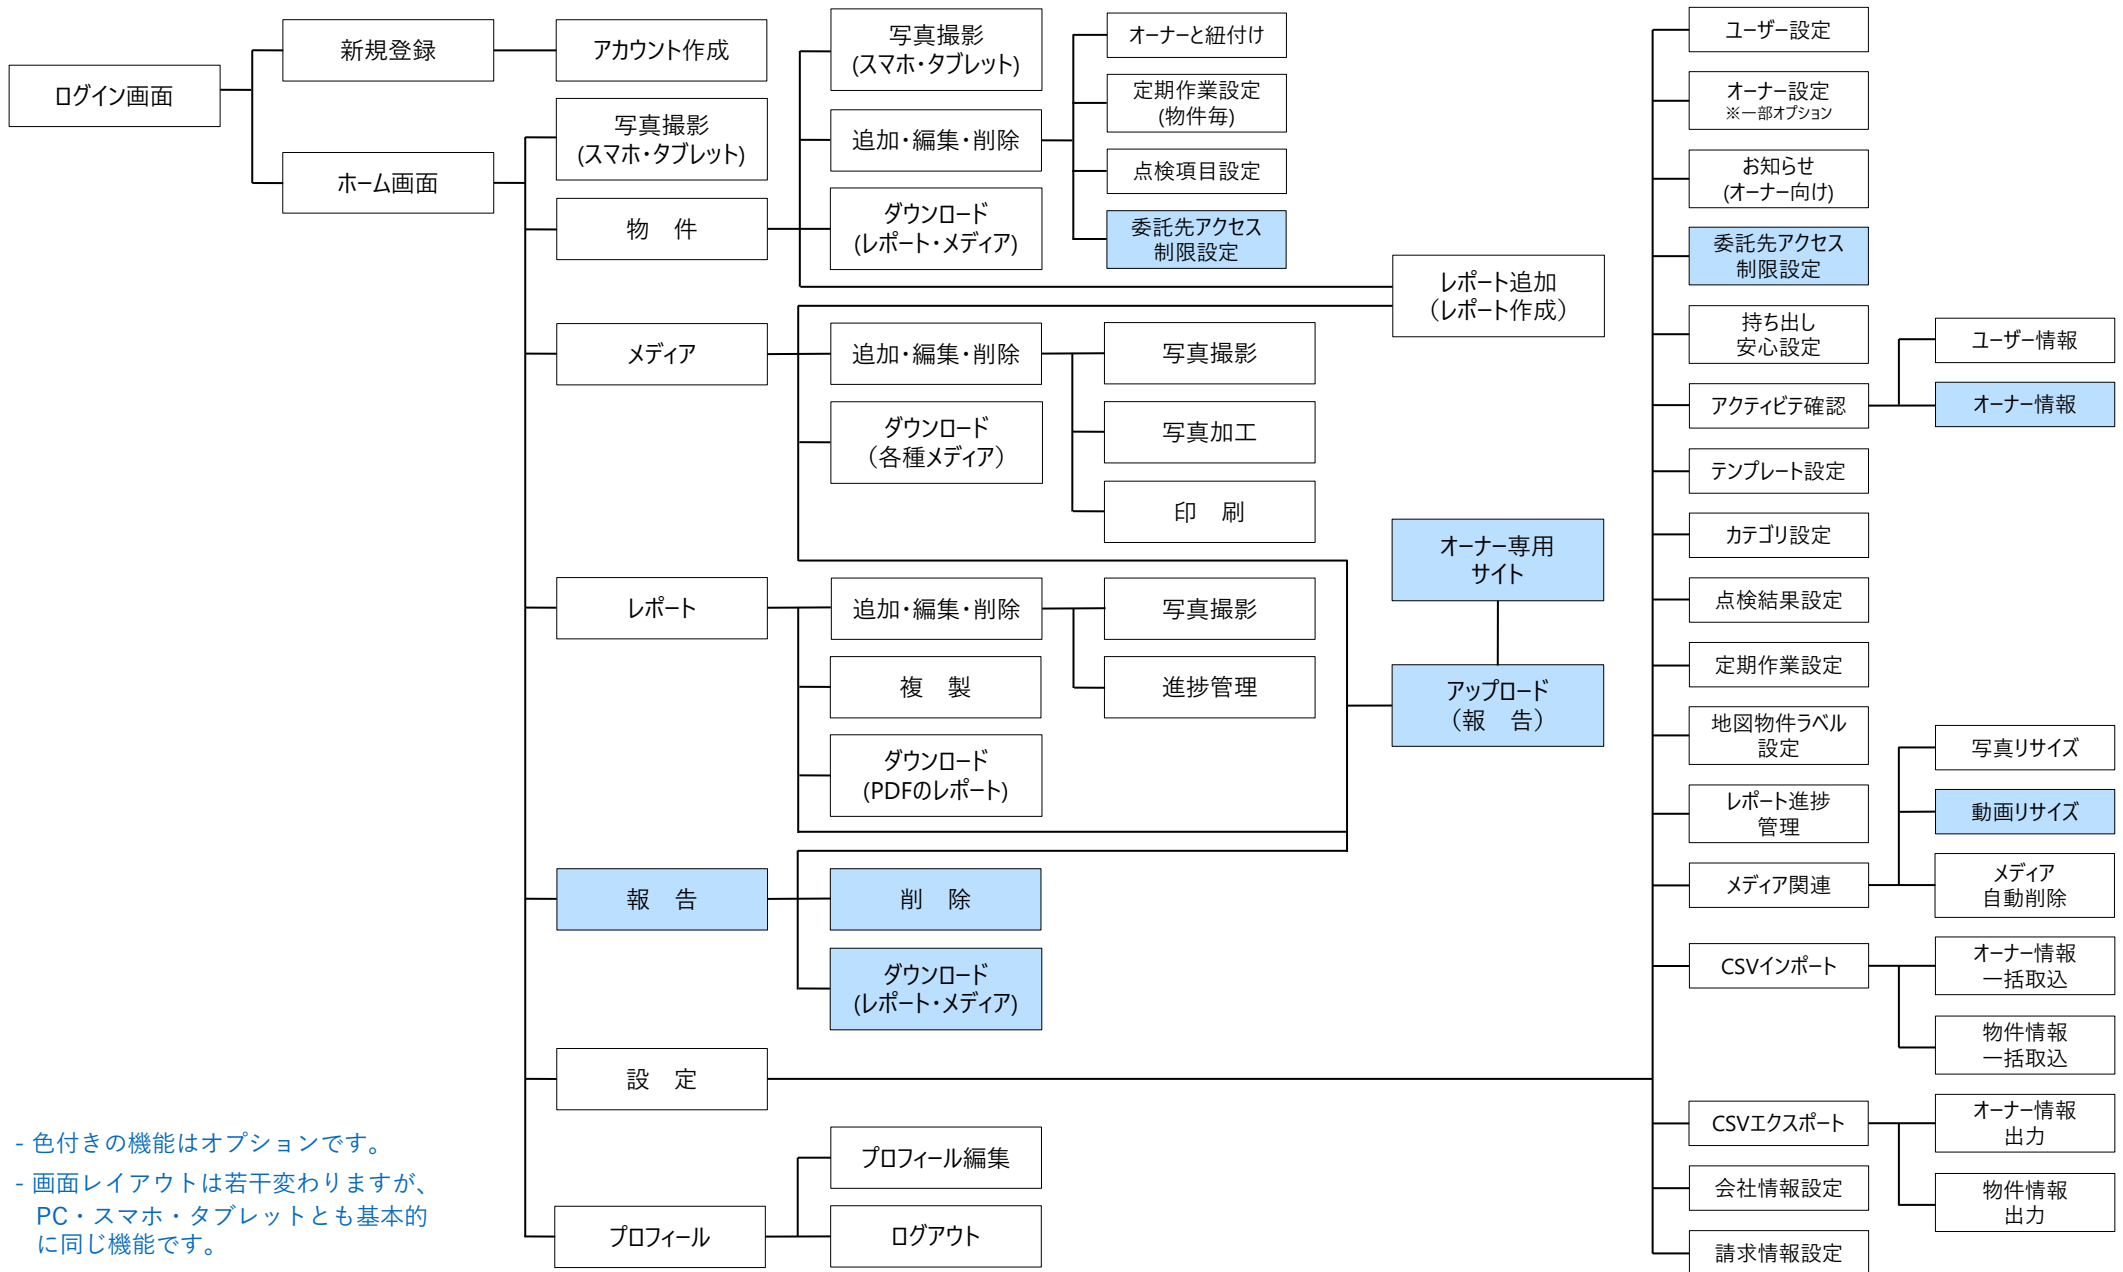 ログイン画面
新規登録
アカウント作成
ホーム画面
写真撮影
(スマホ・タブレット)
物　件
写真撮影
(スマホ・タブレット)
追加・編集・削除
オーナーと紐付け
定期作業設定
(物件毎)
点検項目設定
委託先アクセス
制限設定
ダウンロード
(レポート・メディア)
レポート追加
（レポート作成）
メディア
追加・編集・削除
写真撮影
写真加工
印　刷
ダウンロード
（各種メディア）
レポート
追加・編集・削除
写真撮影
進捗管理
複　製
ダウンロード
(PDFのレポート)
オーナー専用
サイト
アップロード
（報　告）
報　告
削　除
ダウンロード
(レポート・メディア)
設　定
プロフィール
プロフィール編集
ログアウト
ユーザー設定
オーナー設定
※一部オプション
お知らせ
(オーナー向け)
委託先アクセス
制限設定
持ち出し
安心設定
アクティビテ確認
ユーザー情報
オーナー情報
テンプレート設定
カテゴリ設定
点検結果設定
定期作業設定
地図物件ラベル
設定
レポート進捗
管理
メディア関連
写真リサイズ
動画リサイズ
メディア
自動削除
CSVインポート
オーナー情報
一括取込
物件情報
一括取込
CSVエクスポート
オーナー情報
出力
物件情報
出力
会社情報設定
請求情報設定
- 色付きの機能はオプションです。
- 画面レイアウトは若干変わりますが、
PC・スマホ・タブレットとも基本的
に同じ機能です。